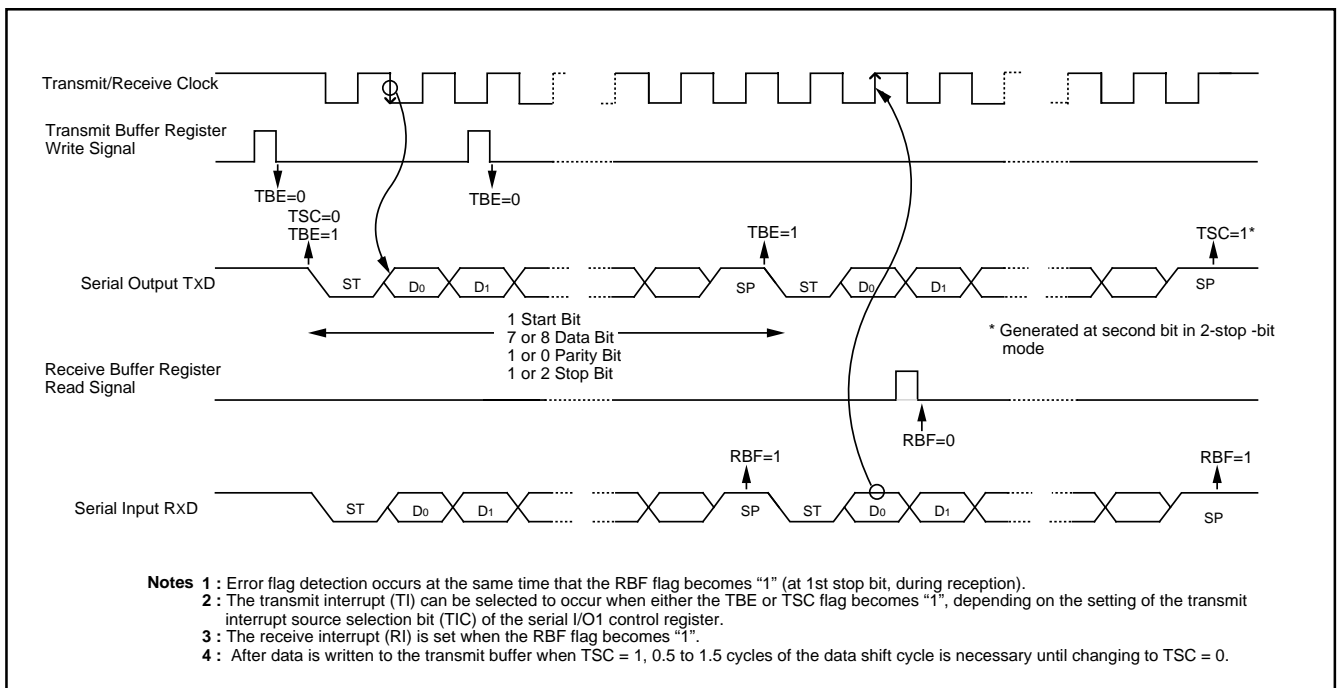 Transmit/Receive Clock
Transmit Buffer Register
Write Signal
TBE=0
TSC=0
TBE=1
TBE=0
TBE=1
TSC=1*
Serial Output TXD
ST
D0
D1
SP
ST
D0
D1
SP
1 Start Bit
7 or 8 Data Bit
1 or 0 Parity Bit
1 or 2 Stop Bit
* Generated at second bit in 2-stop -bit
mode
Receive Buffer Register
Read Signal
RBF=0
RBF=1
RBF=1
Serial Input RXD
ST
D0
D1
SP
ST
D0
D1
SP
Notes 1 : Error flag detection occurs at the same time that the RBF flag becomes “1” (at 1st stop bit, during reception).
2 : The transmit interrupt (TI) can be selected to occur when either the TBE or TSC flag becomes “1”, depending on the setting of the transmit
interrupt source selection bit (TIC) of the serial I/O1 control register.
3 : The receive interrupt (RI) is set when the RBF flag becomes “1”.
4 : After data is written to the transmit buffer when TSC = 1, 0.5 to 1.5 cycles of the data shift cycle is necessary until changing to TSC = 0.